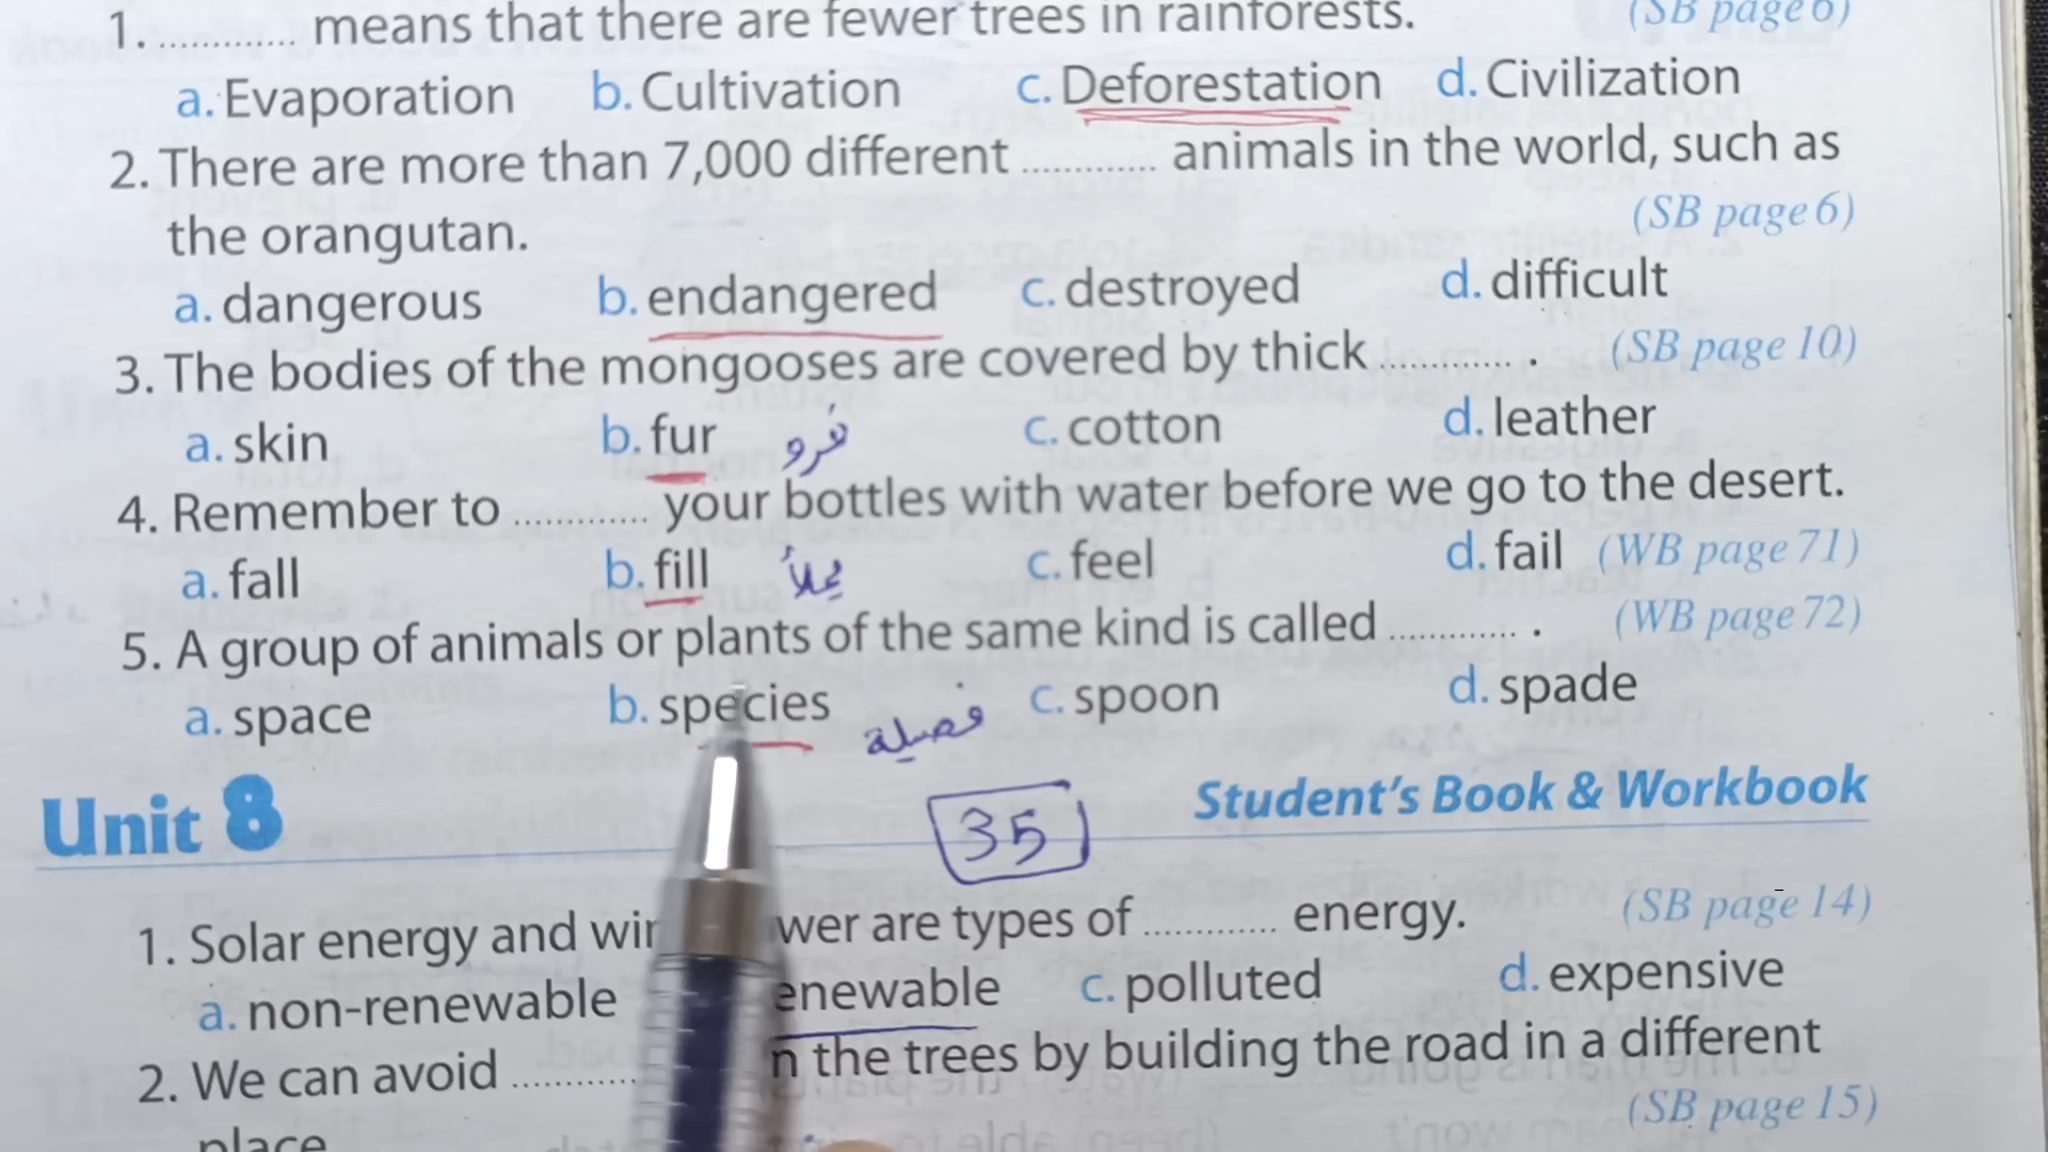 1. ............ means that there are fewer trees in rainforests. (SB page 6)
a. Evaporation b. Cultivation c. Deforestation d. Civilization
2. There are more than 7,000 different ............ animals in the world, such as
the orangutan. (SB page 6)
a. dangerous b. endangered c. destroyed d. difficult
3. The bodies of the mongooses are covered by thick ............ . (SB page 10)
a. skin b. fur فرو c. cotton d. leather
4. Remember to ............ your bottles with water before we go to the desert.
a. fall b. fill يملأ c. feel d. fail (WB page 71)
5. A group of animals or plants of the same kind is called ............ . (WB page 72)
a. space b. species فصيلة c. spoon d. spade
Unit 8 35 Student's Book & Workbook
1. Solar energy and wer are types of ............ energy. (SB page 14)
a. non-renewable enewable c. polluted d. expensive
2. We can avoid ............ n the trees by building the road in a different
place (SB page 15)